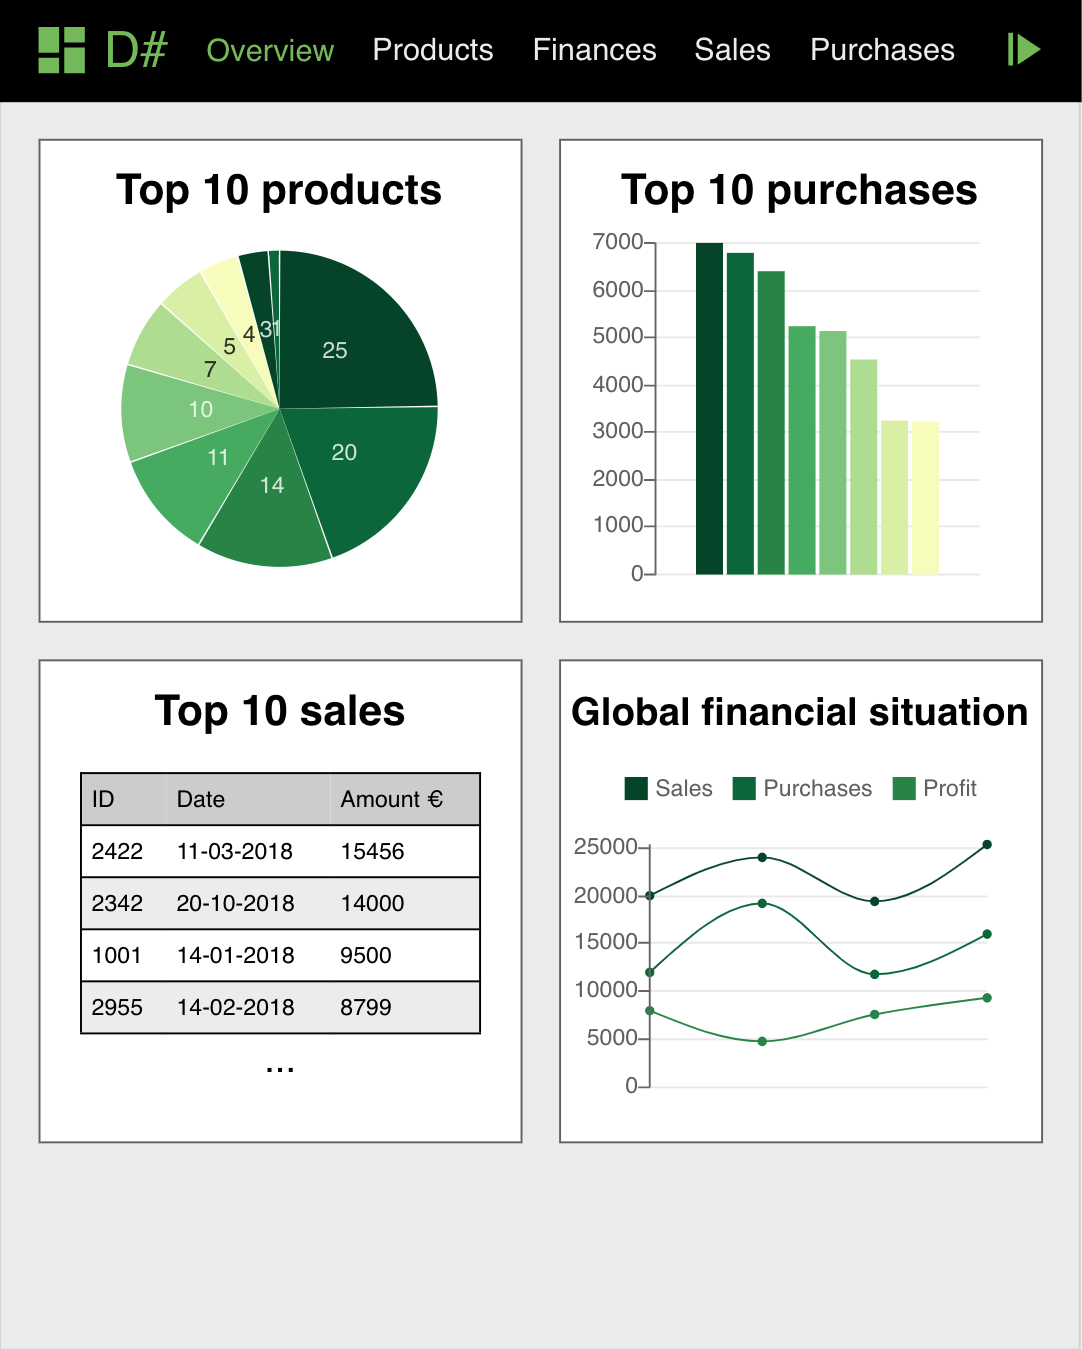 D# Overview Products Finances Sales Purchases
Top 10 products
25
20
14
11
10
7
5
4
3
1
Top 10 purchases
7000
6000
5000
4000
3000
2000
1000
0
Top 10 sales
ID Date Amount €
2422 11-03-2018 15456
2342 20-10-2018 14000
1001 14-01-2018 9500
2955 14-02-2018 8799
...
Global financial situation
Sales Purchases Profit
25000
20000
15000
10000
5000
0